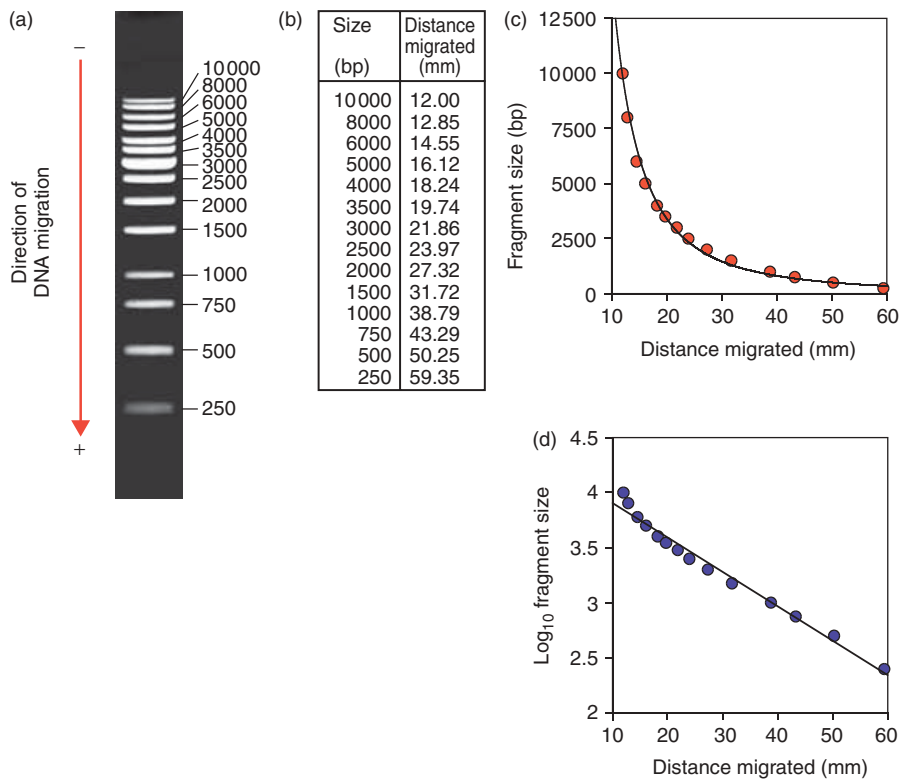 (a)
−
Direction of
DNA migration
+
10 000
8000
6000
5000
4000
3500
3000
2500
2000
1500
1000
750
500
250
(b)
Size Distance
migrated
(bp) (mm)
10 000 12.00
8000 12.85
6000 14.55
5000 16.12
4000 18.24
3500 19.74
3000 21.86
2500 23.97
2000 27.32
1500 31.72
1000 38.79
750 43.29
500 50.25
250 59.35
(c)
Fragment size (bp)
12500
10000
7500
5000
2500
0
10 20 30 40 50 60
Distance migrated (mm)
(d)
Log10 fragment size
4.5
4
3.5
3
2.5
2
10 20 30 40 50 60
Distance migrated (mm)